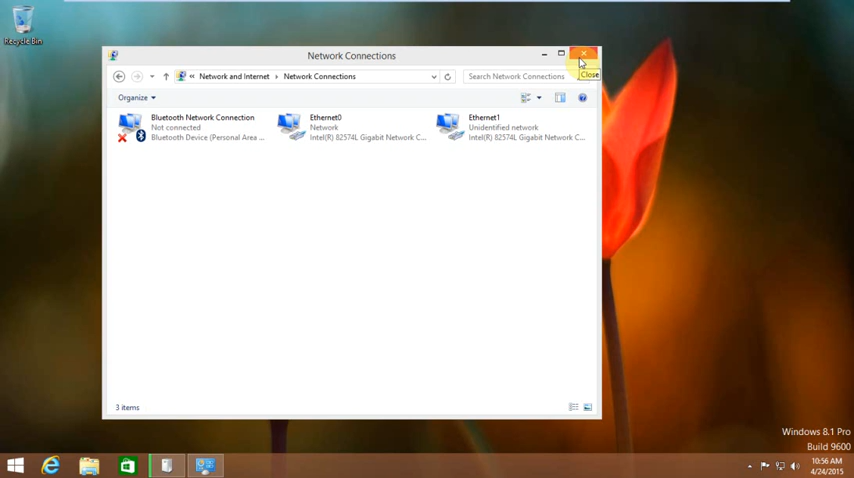 Recycle Bin
Network Connections
Close
« Network and Internet › Network Connections
Search Network Connections
Organize
Bluetooth Network Connection
Not connected
Bluetooth Device (Personal Area ...
Ethernet0
Network
Intel(R) 82574L Gigabit Network C...
Ethernet1
Unidentified network
Intel(R) 82574L Gigabit Network C...
3 items
Windows 8.1 Pro
Build 9600
10:56 AM
4/24/2015